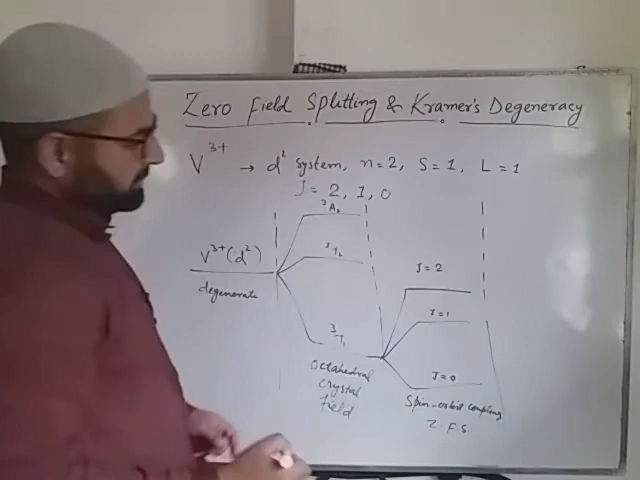 Zero Field Splitting & Kramer's Degeneracy
V³⁺ → d² system, n=2, S=1, L=1
J = 2, 1, 0
³A₂
V³⁺(d²)
degenerate
³T₂
³T₁
Octahedral
Crystal
Field
J=2
J=1
J=0
Spin-orbit coupling
Z.F.S.